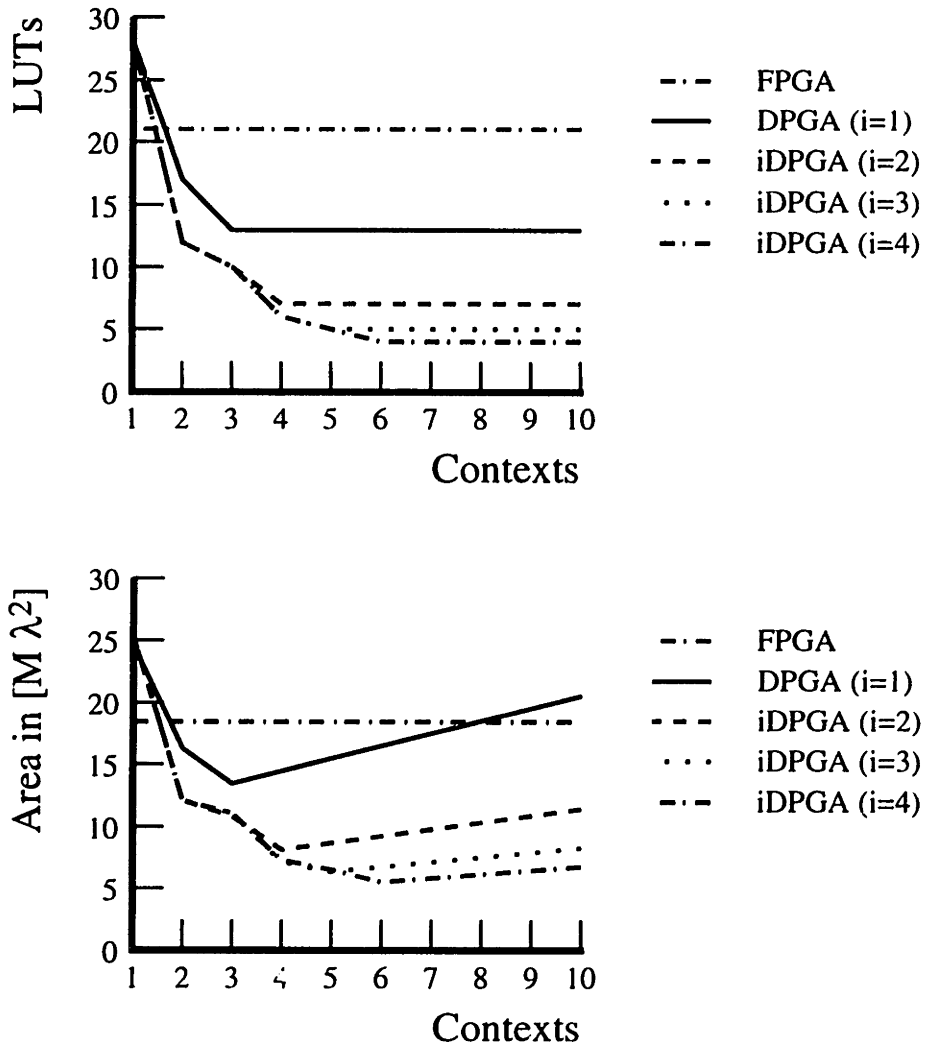 LUTs
30
25
20
15
10
5
0
1 2 3 4 5 6 7 8 9 10
Contexts
FPGA
DPGA (i=1)
iDPGA (i=2)
iDPGA (i=3)
iDPGA (i=4)
Area in [M λ²]
30
25
20
15
10
5
0
1 2 3 4 5 6 7 8 9 10
Contexts
FPGA
DPGA (i=1)
iDPGA (i=2)
iDPGA (i=3)
iDPGA (i=4)